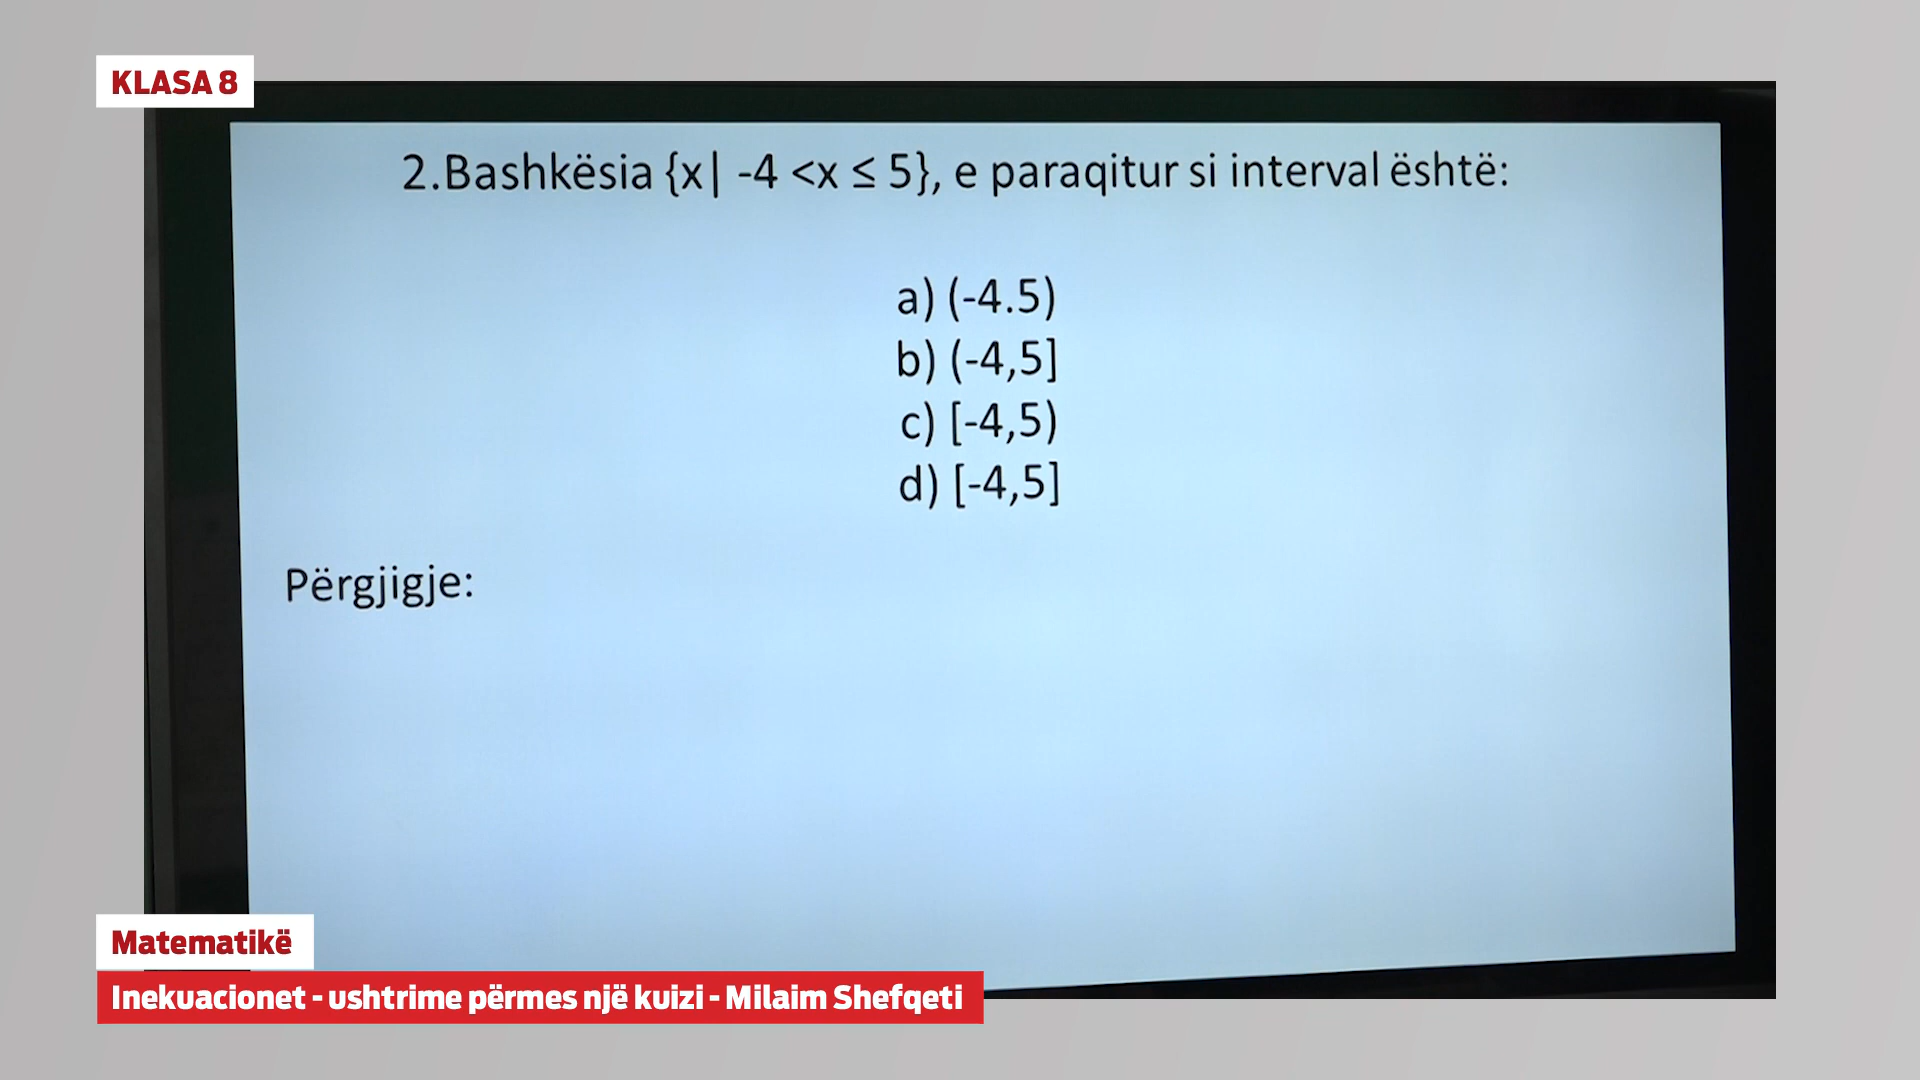 KLASA 8
2.Bashkësia {x| -4 <x ≤ 5}, e paraqitur si interval është:
a) (-4.5)
b) (-4,5]
c) [-4,5)
d) [-4,5]
Përgjigje:
Matematikë
Inekuacionet - ushtrime përmes një kuizi - Milaim Shefqeti